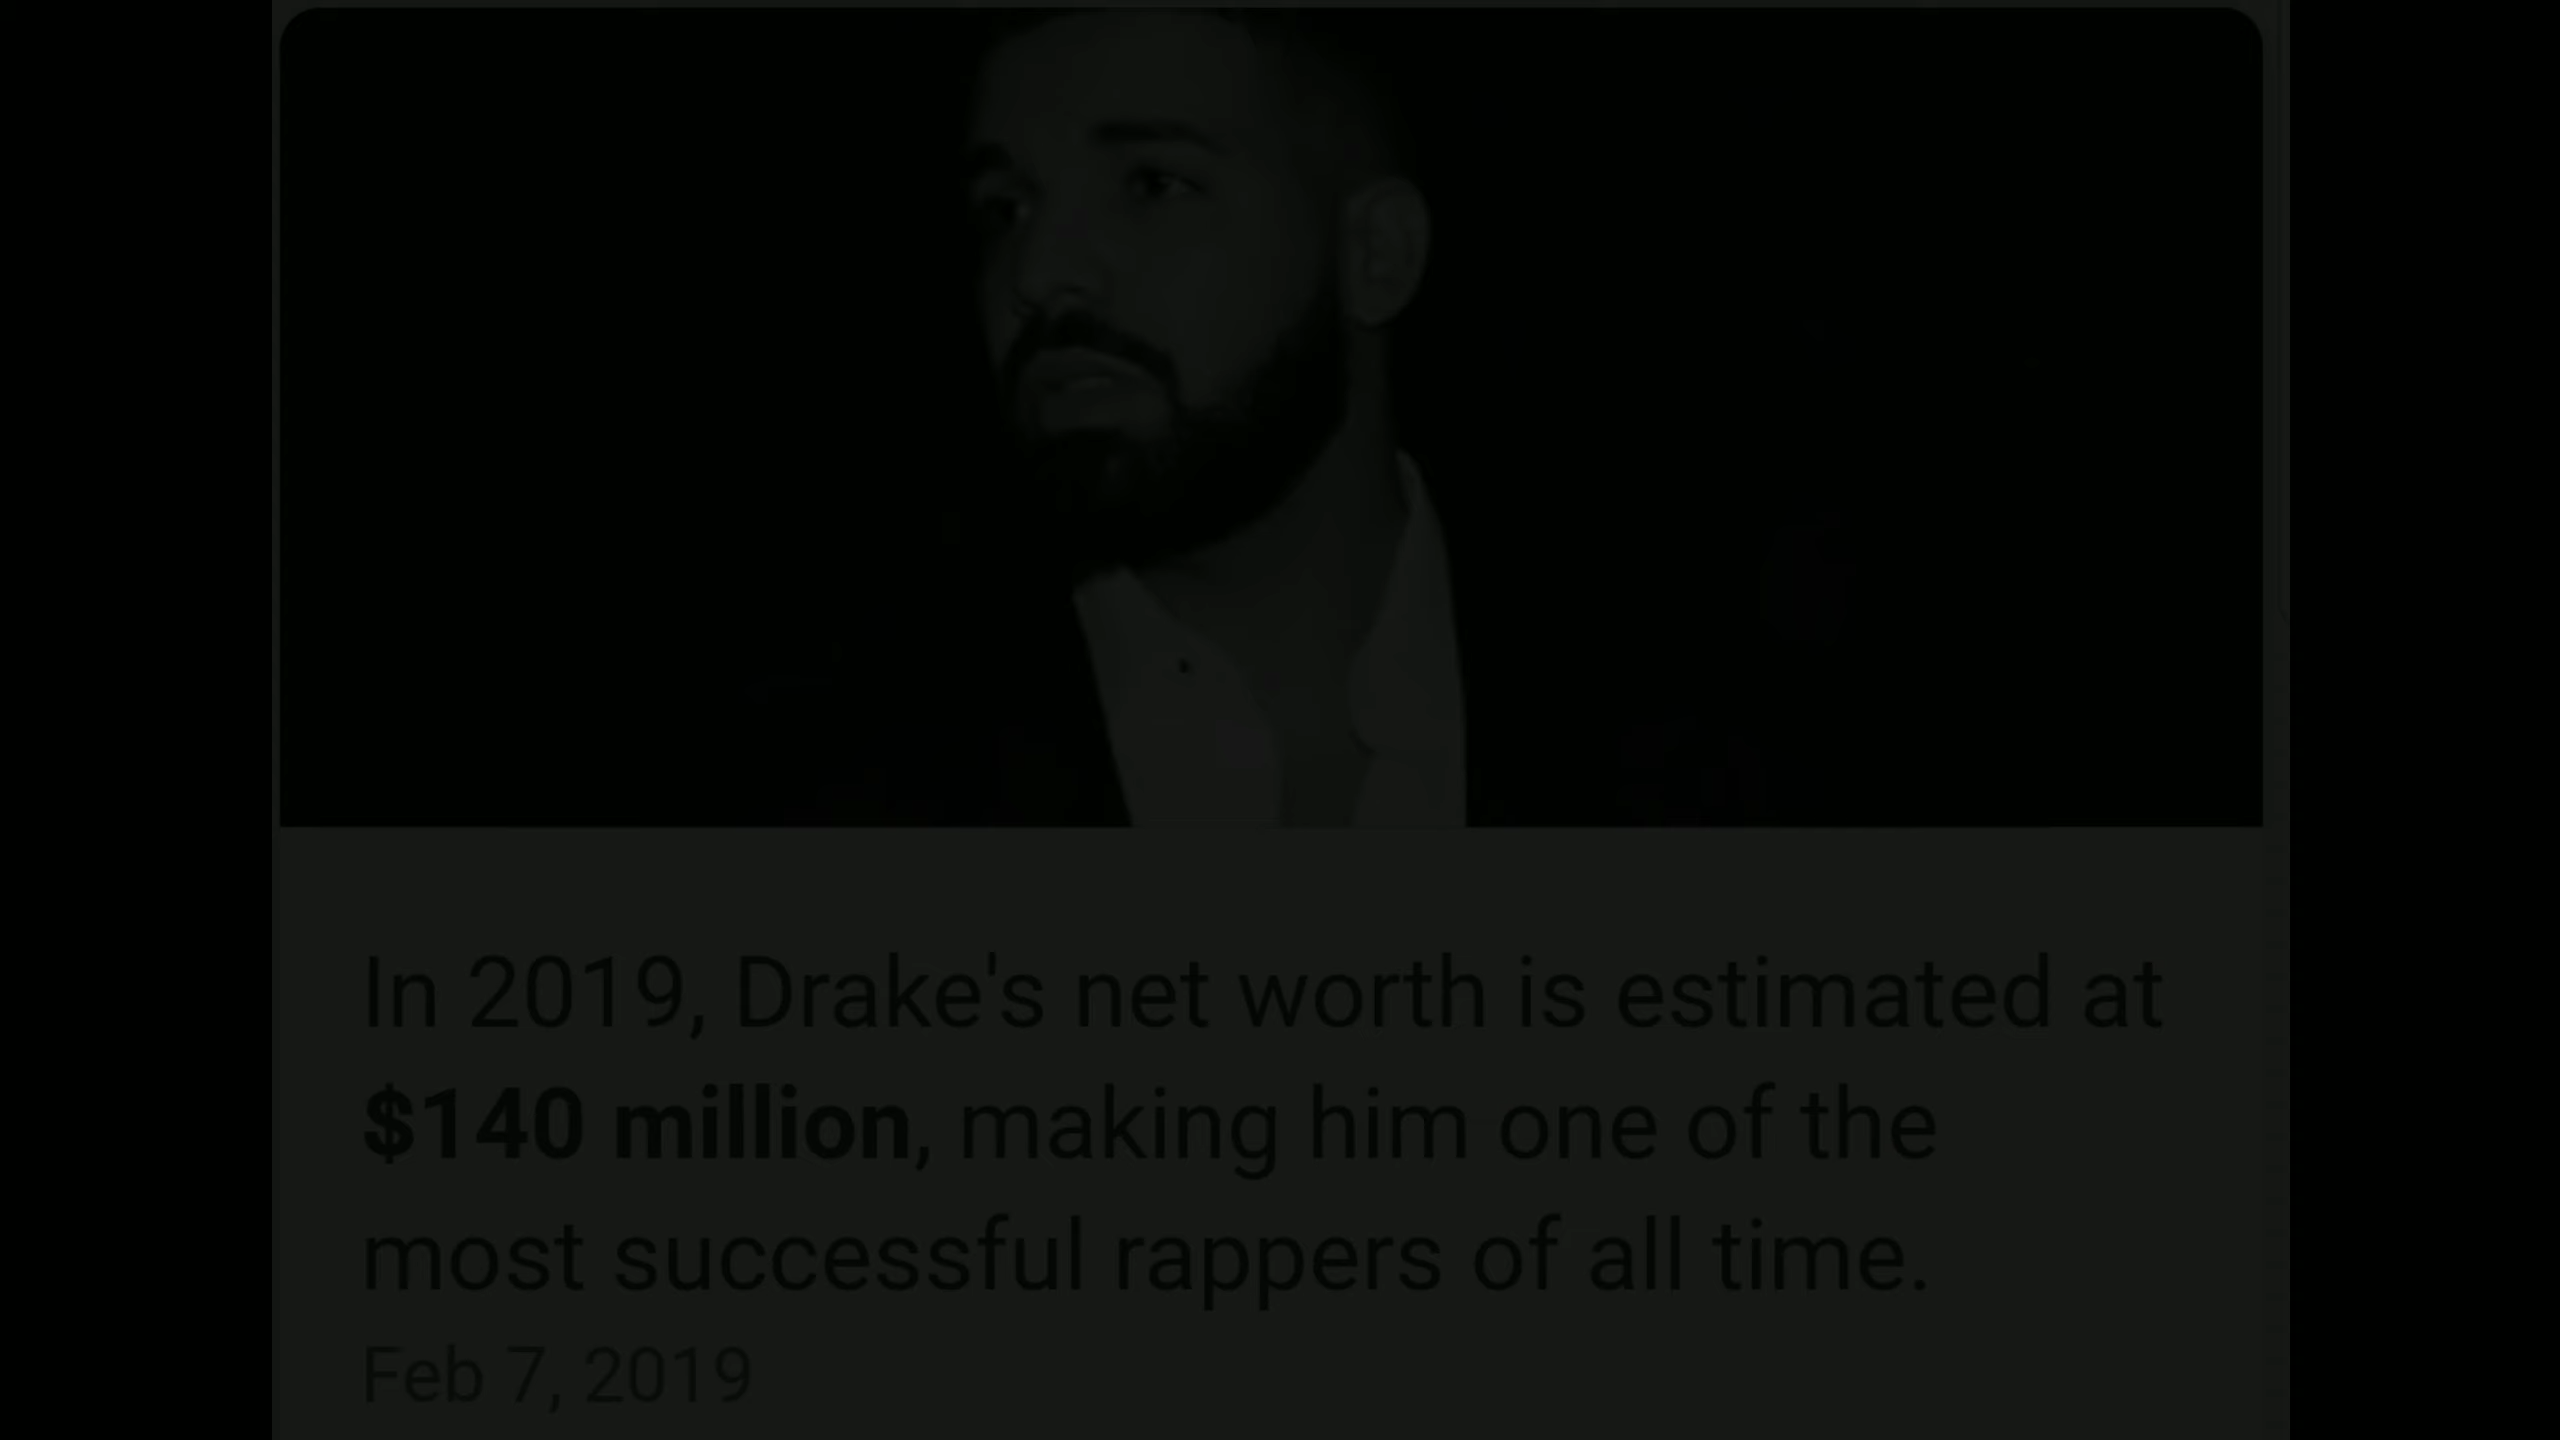 In 2019, Drake's net worth is estimated at
$140 million, making him one of the
most successful rappers of all time.
Feb 7, 2019